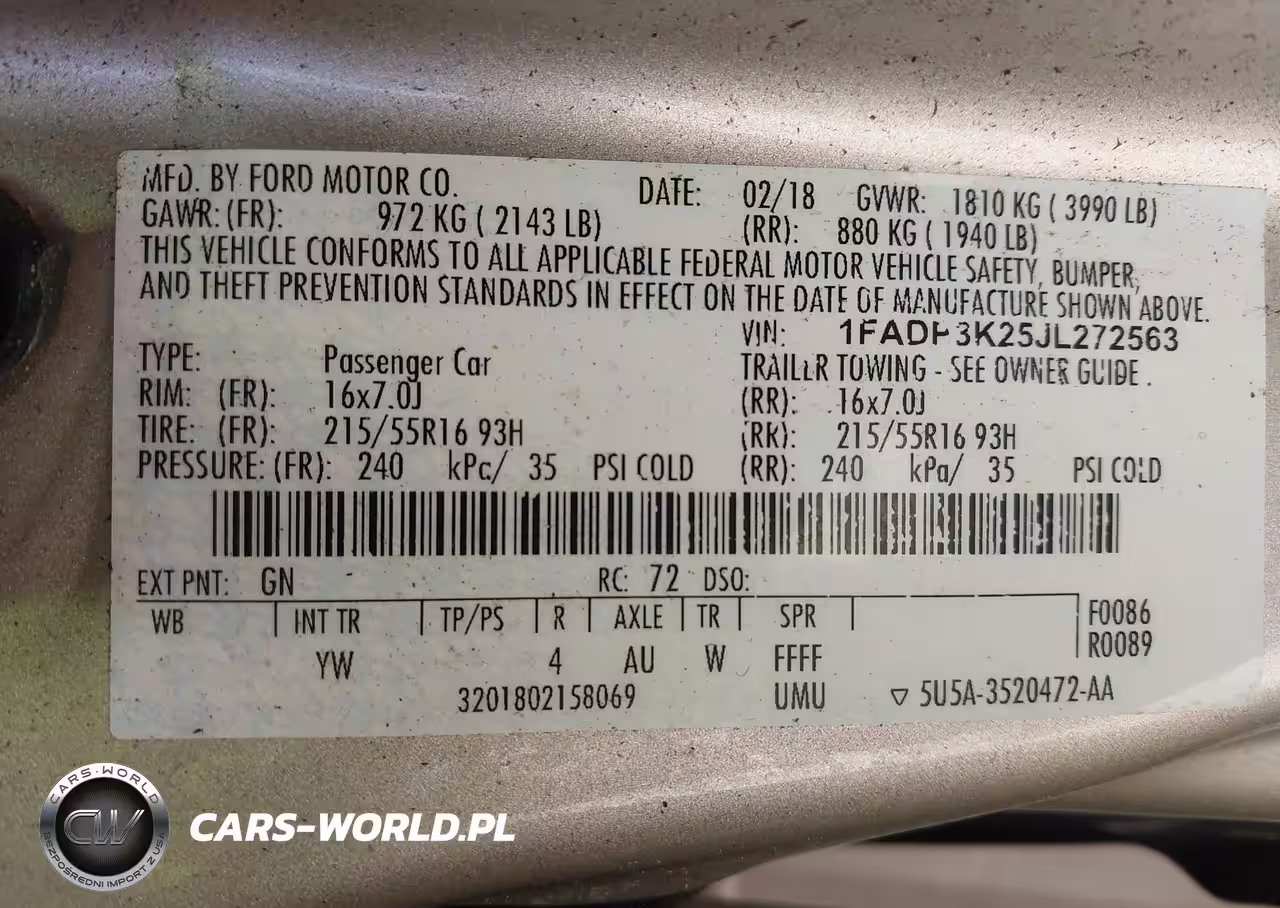 MFD. BY FORD MOTOR CO. DATE: 02/18 GVWR: 1810 KG ( 3990 LB)
GAWR: (FR): 972 KG ( 2143 LB) (RR): 880 KG ( 1940 LB)
THIS VEHICLE CONFORMS TO ALL APPLICABLE FEDERAL MOTOR VEHICLE SAFETY, BUMPER,
AND THEFT PREVENTION STANDARDS IN EFFECT ON THE DATE OF MANUFACTURE SHOWN ABOVE.
VIN: 1FADP3K25JL272563
TYPE: Passenger Car TRAILER TOWING - SEE OWNER GUIDE .
RIM: (FR): 16x7.0J (RR): 16x7.0J
TIRE: (FR): 215/55R16 93H (RR): 215/55R16 93H
PRESSURE: (FR): 240 kPa/ 35 PSI COLD (RR): 240 kPa/ 35 PSI COLD
EXT PNT: GN RC: 72 DSO:
WB INT TR TP/PS R AXLE TR SPR F0086
R0089
YW 4 AU W FFFF
3201802158069 UMU ▽ 5U5A-3520472-AA
CARS-WORLD
CW
BEZPOŚREDNI IMPORT Z USA
CARS-WORLD.PL